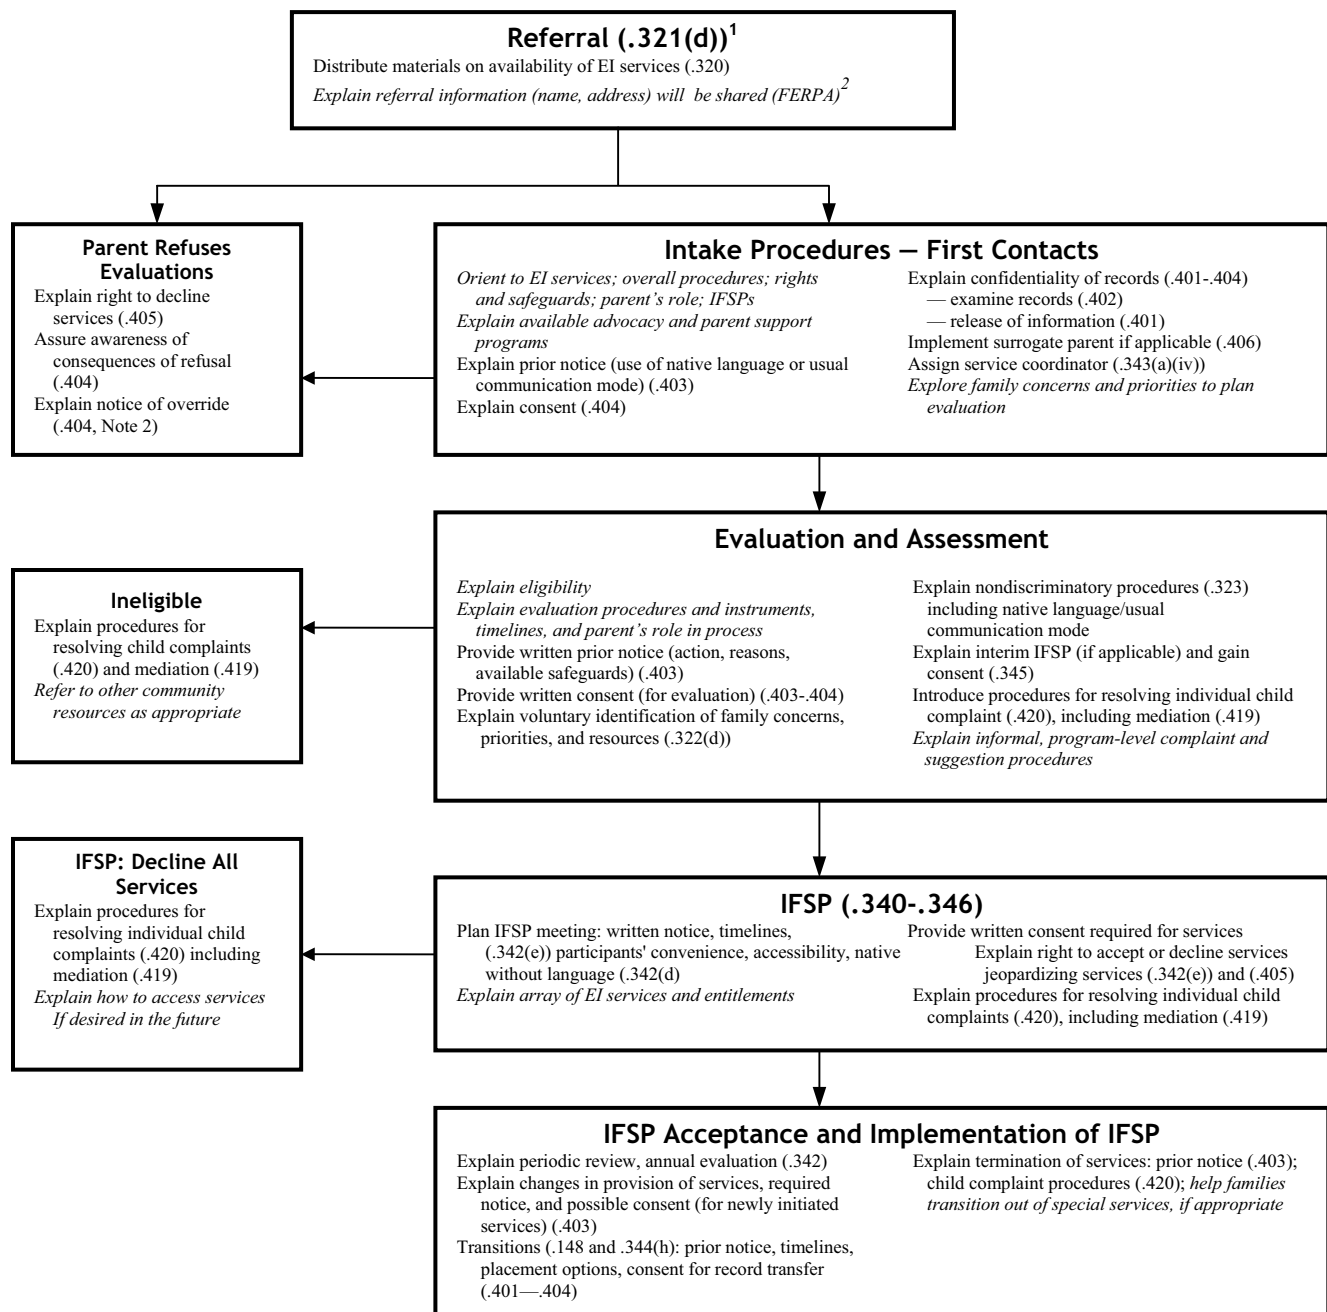 Referral (.321(d))1
Distribute materials on availability of EI services (.320)
Explain referral information (name, address) will be shared (FERPA)2
Parent Refuses
Evaluations
Explain right to decline
services (.405)
Assure awareness of
consequences of refusal
(.404)
Explain notice of override
(.404, Note 2)
Intake Procedures — First Contacts
Orient to EI services; overall procedures; rights
and safeguards; parent's role; IFSPs
Explain available advocacy and parent support
programs
Explain prior notice (use of native language or usual
communication mode) (.403)
Explain consent (.404)
Explain confidentiality of records (.401-.404)
— examine records (.402)
— release of information (.401)
Implement surrogate parent if applicable (.406)
Assign service coordinator (.343(a)(iv))
Explore family concerns and priorities to plan
evaluation
Evaluation and Assessment
Explain eligibility
Explain evaluation procedures and instruments,
timelines, and parent's role in process
Provide written prior notice (action, reasons,
available safeguards) (.403)
Provide written consent (for evaluation) (.403-.404)
Explain voluntary identification of family concerns,
priorities, and resources (.322(d))
Explain nondiscriminatory procedures (.323)
including native language/usual
communication mode
Explain interim IFSP (if applicable) and gain
consent (.345)
Introduce procedures for resolving individual child
complaint (.420), including mediation (.419)
Explain informal, program-level complaint and
suggestion procedures
Ineligible
Explain procedures for
resolving child complaints
(.420) and mediation (.419)
Refer to other community
resources as appropriate
IFSP: Decline All
Services
Explain procedures for
resolving individual child
complaints (.420) including
mediation (.419)
Explain how to access services
If desired in the future
IFSP (.340-.346)
Plan IFSP meeting: written notice, timelines,
(.342(e)) participants' convenience, accessibility, native
without language (.342(d)
Explain array of EI services and entitlements
Provide written consent required for services
Explain right to accept or decline services
jeopardizing services (.342(e)) and (.405)
Explain procedures for resolving individual child
complaints (.420), including mediation (.419)
IFSP Acceptance and Implementation of IFSP
Explain periodic review, annual evaluation (.342)
Explain changes in provision of services, required
notice, and possible consent (for newly initiated
services) (.403)
Transitions (.148 and .344(h): prior notice, timelines,
placement options, consent for record transfer
(.401—.404)
Explain termination of services: prior notice (.403);
child complaint procedures (.420); help families
transition out of special services, if appropriate